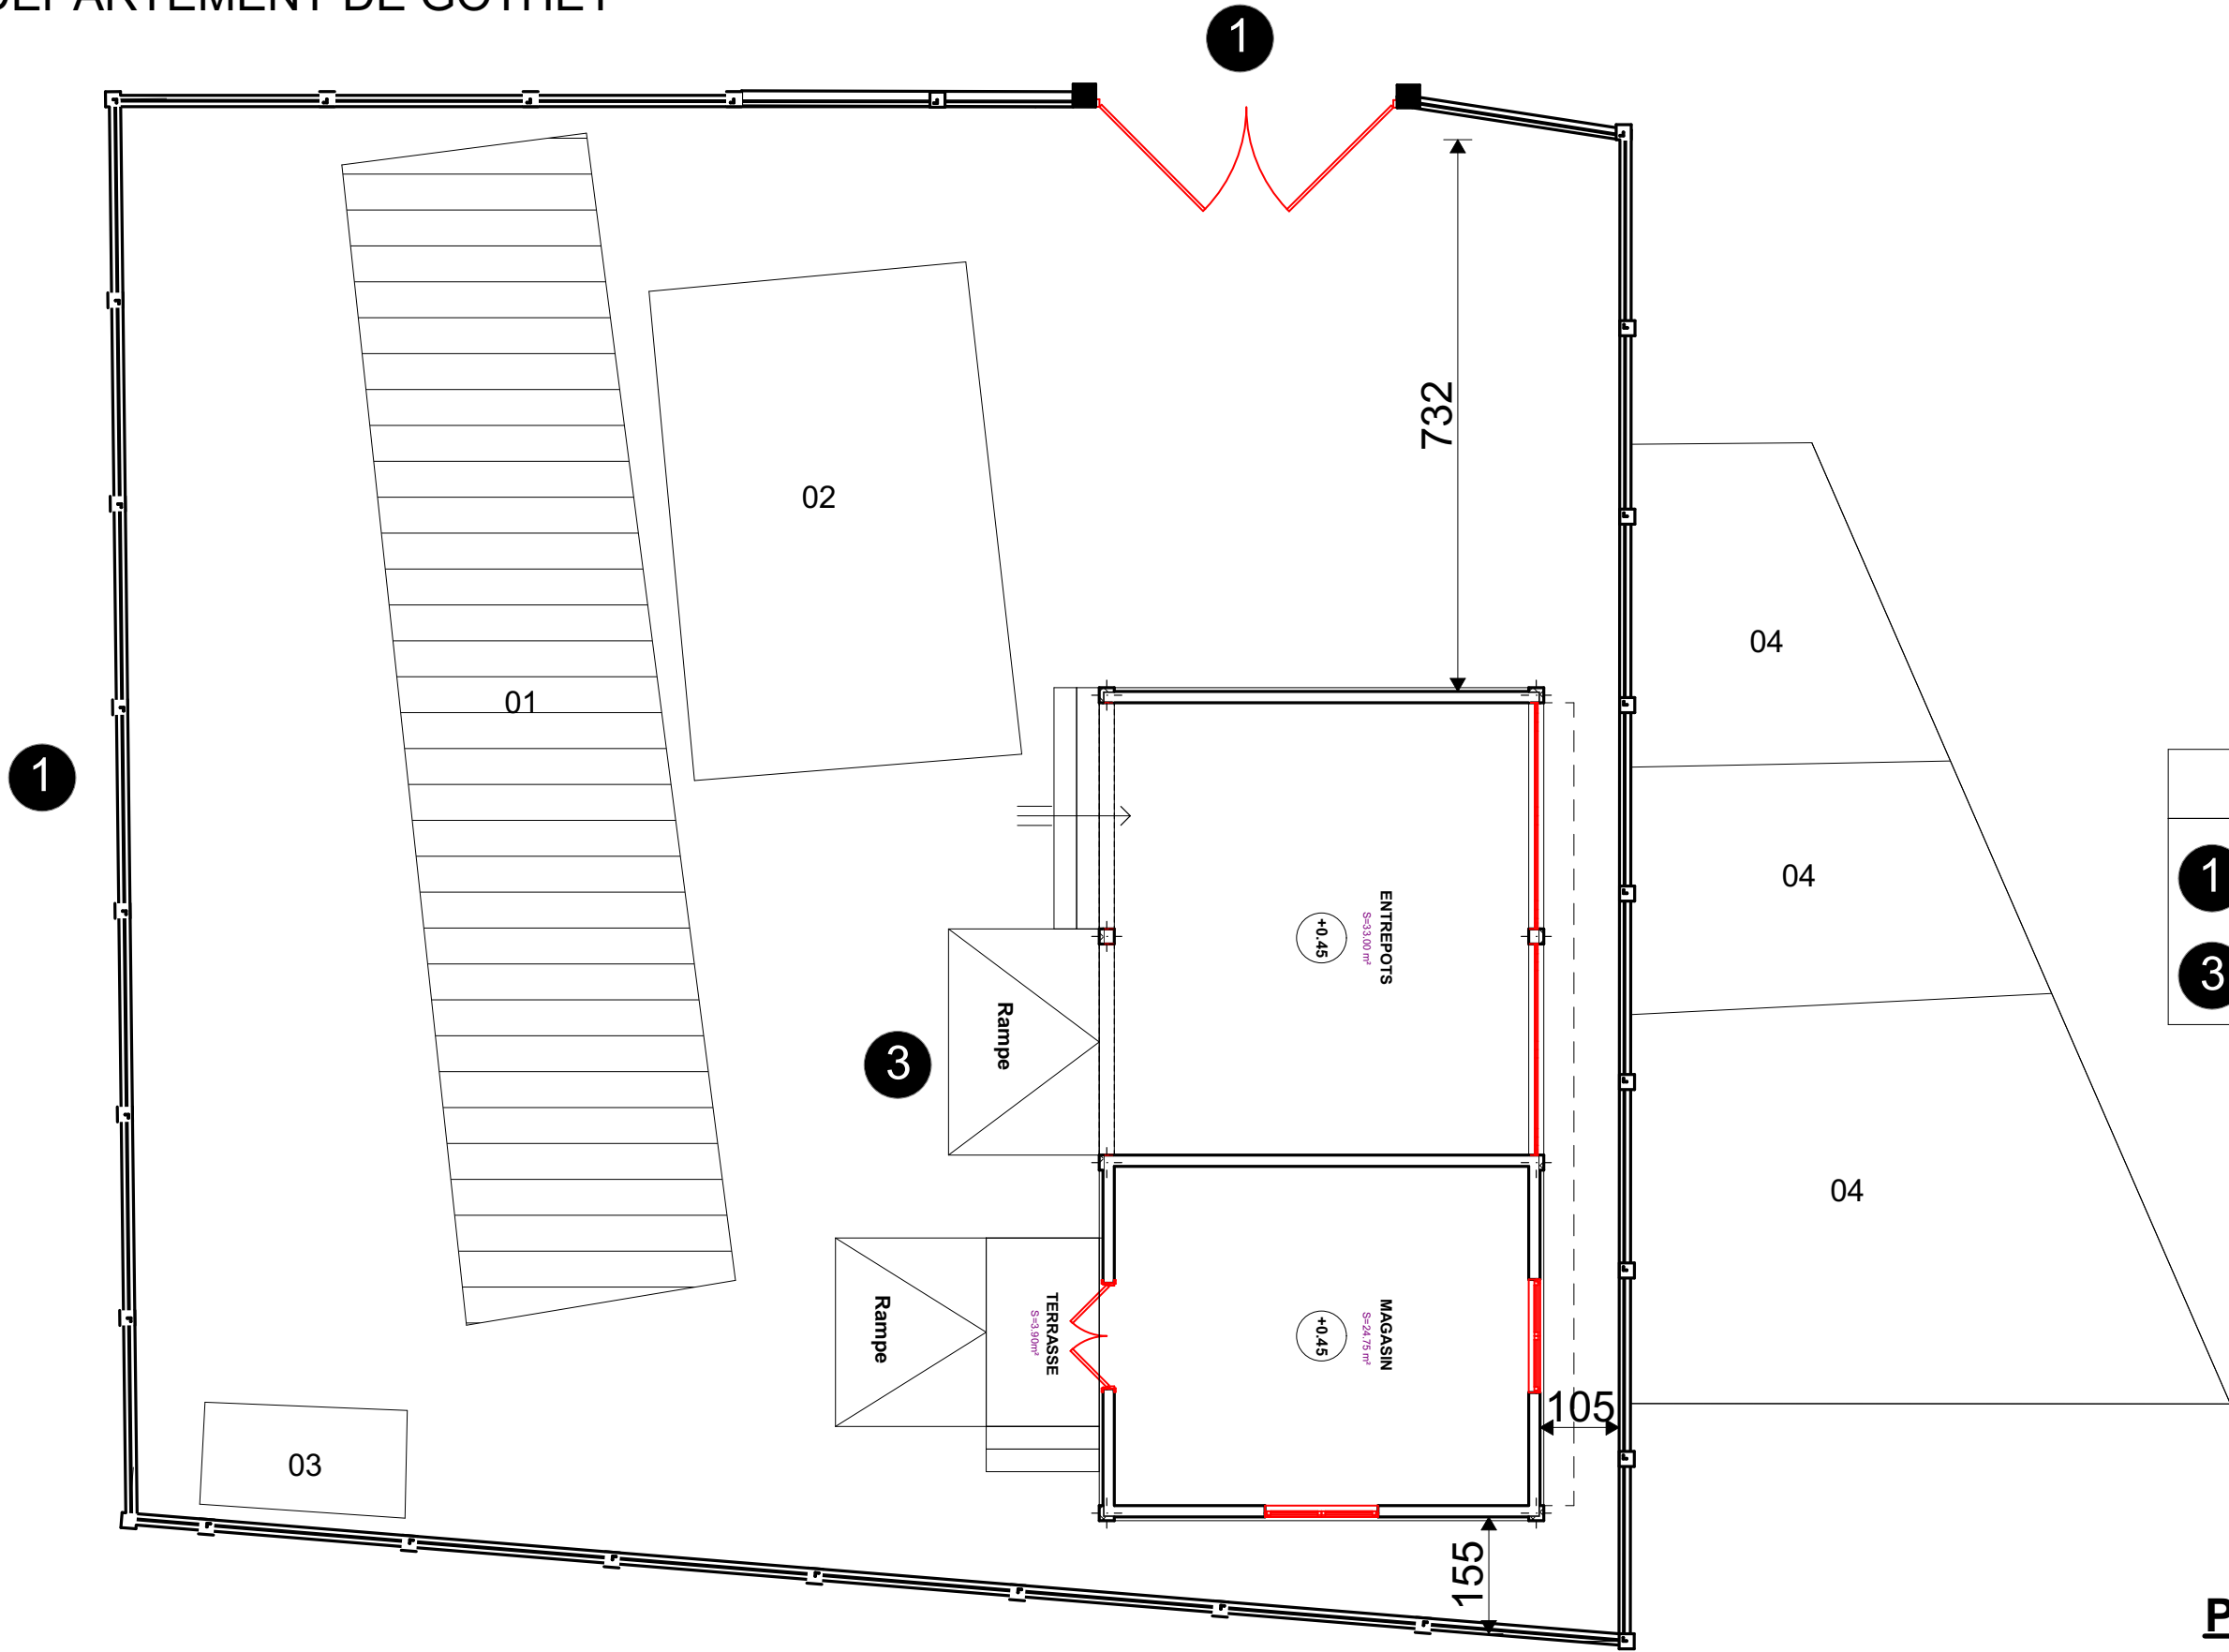 DEPARTEMENT DE GOTHEY
1
732
02
04
01
1
04
1
ENTREPOTS
S=33.00 m²
+0.45
3
Rampe
3
04
MAGASIN
S=24.75 m²
+0.45
TERRASSE
S=3.90m²
Rampe
105
03
155
P